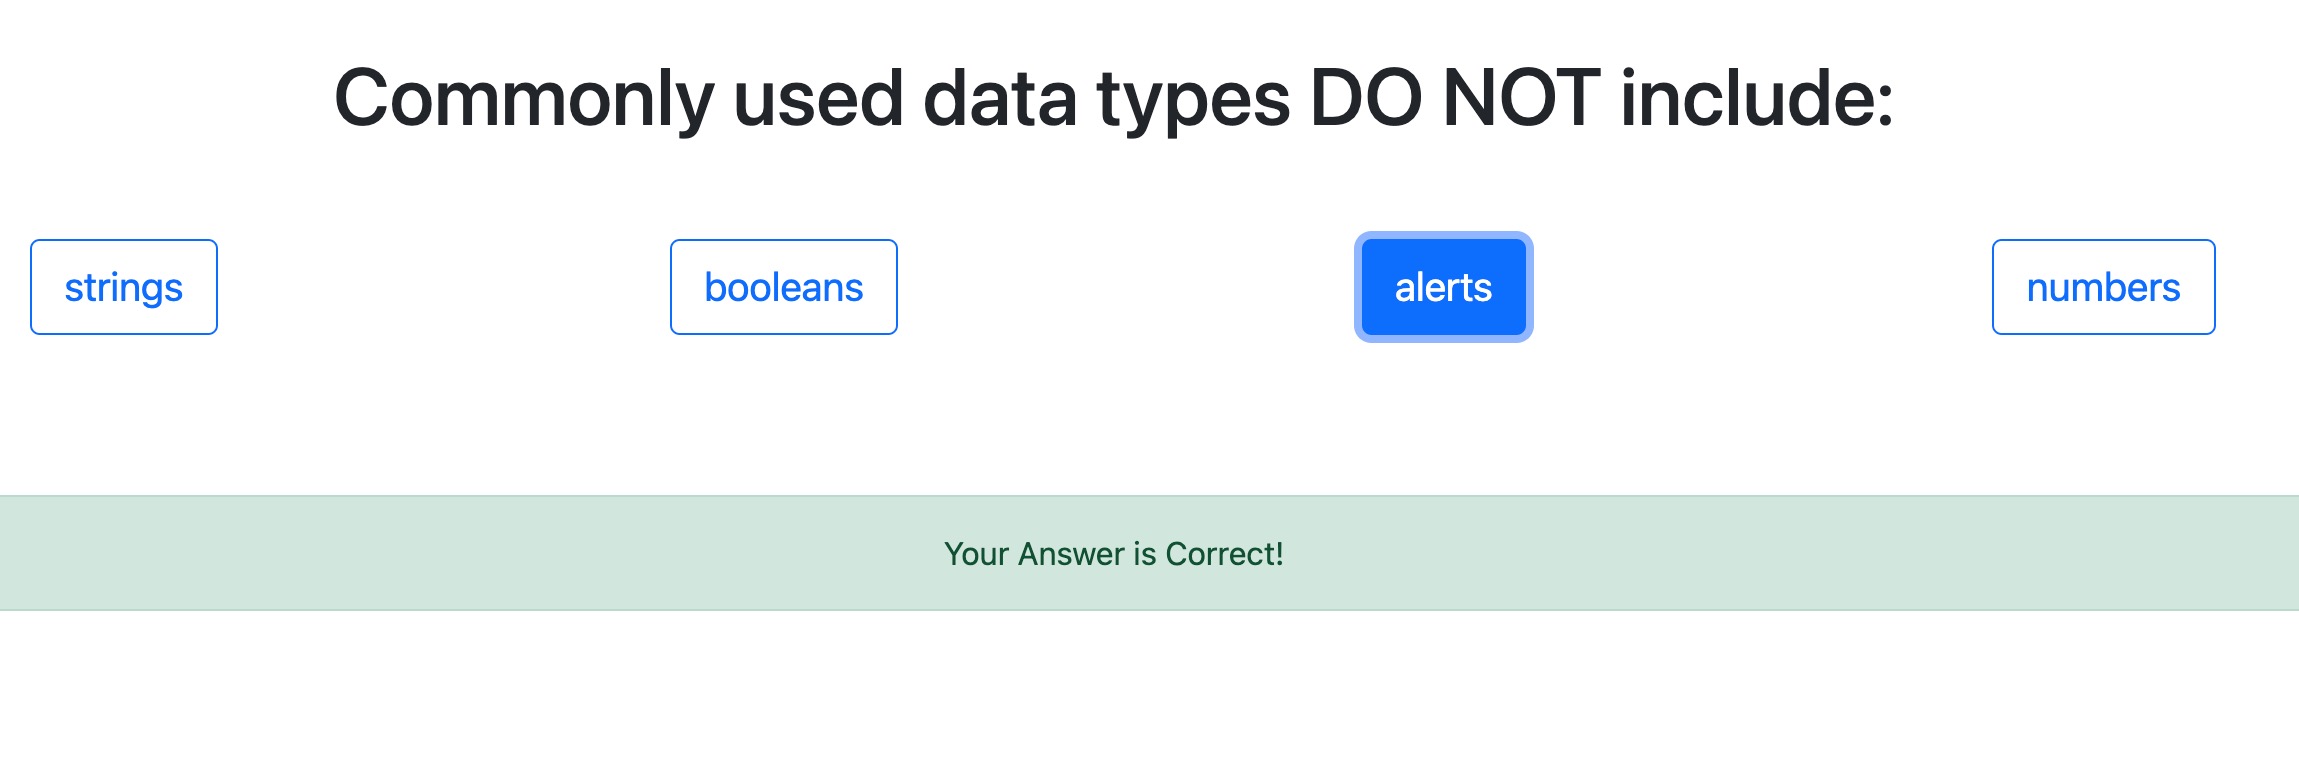 Commonly used data types DO NOT include:
strings booleans alerts numbers
Your Answer is Correct!